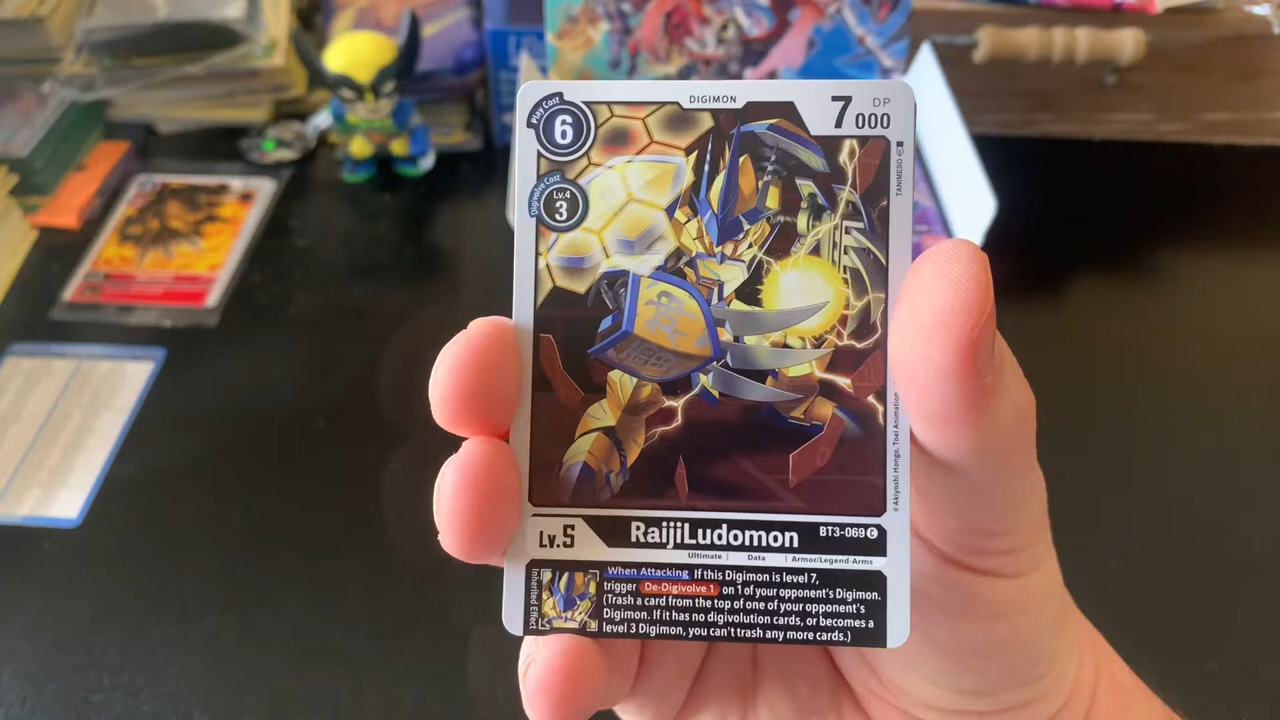 DIGIMON
Play Cost
6
7000
DP
Digivolve Cost
Lv.4
3
TANIMESO
© Akiyoshi Hongo, Toei Animation
Lv.5
RaijiLudomon
BT3-069 C
Ultimate | Data | Armor/Legend-Arms
Inherited Effect
When Attacking If this Digimon is level 7,
trigger De-Digivolve 1 on 1 of your opponent's Digimon.
(Trash a card from the top of one of your opponent's
Digimon. If it has no digivolution cards, or becomes a
level 3 Digimon, you can't trash any more cards.)